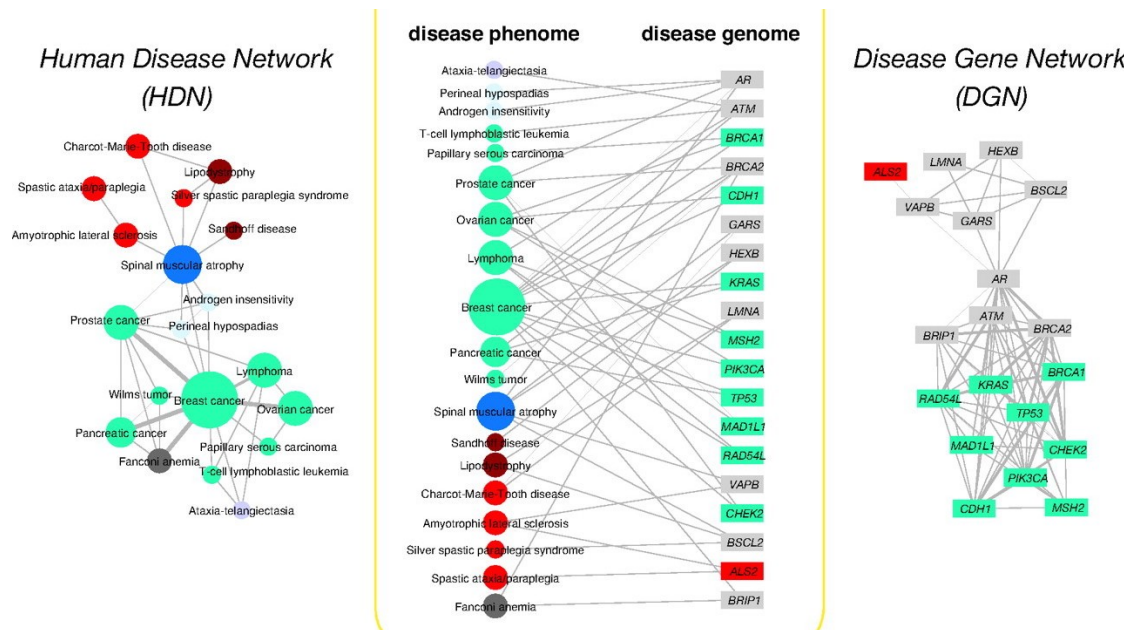 Human Disease Network
(HDN)
Charcot-Marie-Tooth disease
Lipodystrophy
Spastic ataxia/paraplegia
Silver spastic paraplegia syndrome
Amyotrophic lateral sclerosis
Sandhoff disease
Spinal muscular atrophy
Androgen insensitivity
Prostate cancer
Perineal hypospadias
Lymphoma
Wilms tumor
Breast cancer
Ovarian cancer
Pancreatic cancer
Papillary serous carcinoma
Fanconi anemia
T-cell lymphoblastic leukemia
Ataxia-telangiectasia
disease phenome
Ataxia-telangiectasia
Perineal hypospadias
Androgen insensitivity
T-cell lymphoblastic leukemia
Papillary serous carcinoma
Prostate cancer
Ovarian cancer
Lymphoma
Breast cancer
Pancreatic cancer
Wilms tumor
Spinal muscular atrophy
Sandhoff disease
Lipodystrophy
Charcot-Marie-Tooth disease
Amyotrophic lateral sclerosis
Silver spastic paraplegia syndrome
Spastic ataxia/paraplegia
Fanconi anemia
disease genome
AR
ATM
BRCA1
BRCA2
CDH1
GARS
HEXB
KRAS
LMNA
MSH2
PIK3CA
TP53
MAD1L1
RAD54L
VAPB
CHEK2
BSCL2
ALS2
BRIP1
Disease Gene Network
(DGN)
HEXB
LMNA
ALS2
BSCL2
VAPB
GARS
AR
ATM
BRIP1
BRCA2
BRCA1
KRAS
RAD54L
TP53
MAD1L1
CHEK2
PIK3CA
CDH1
MSH2